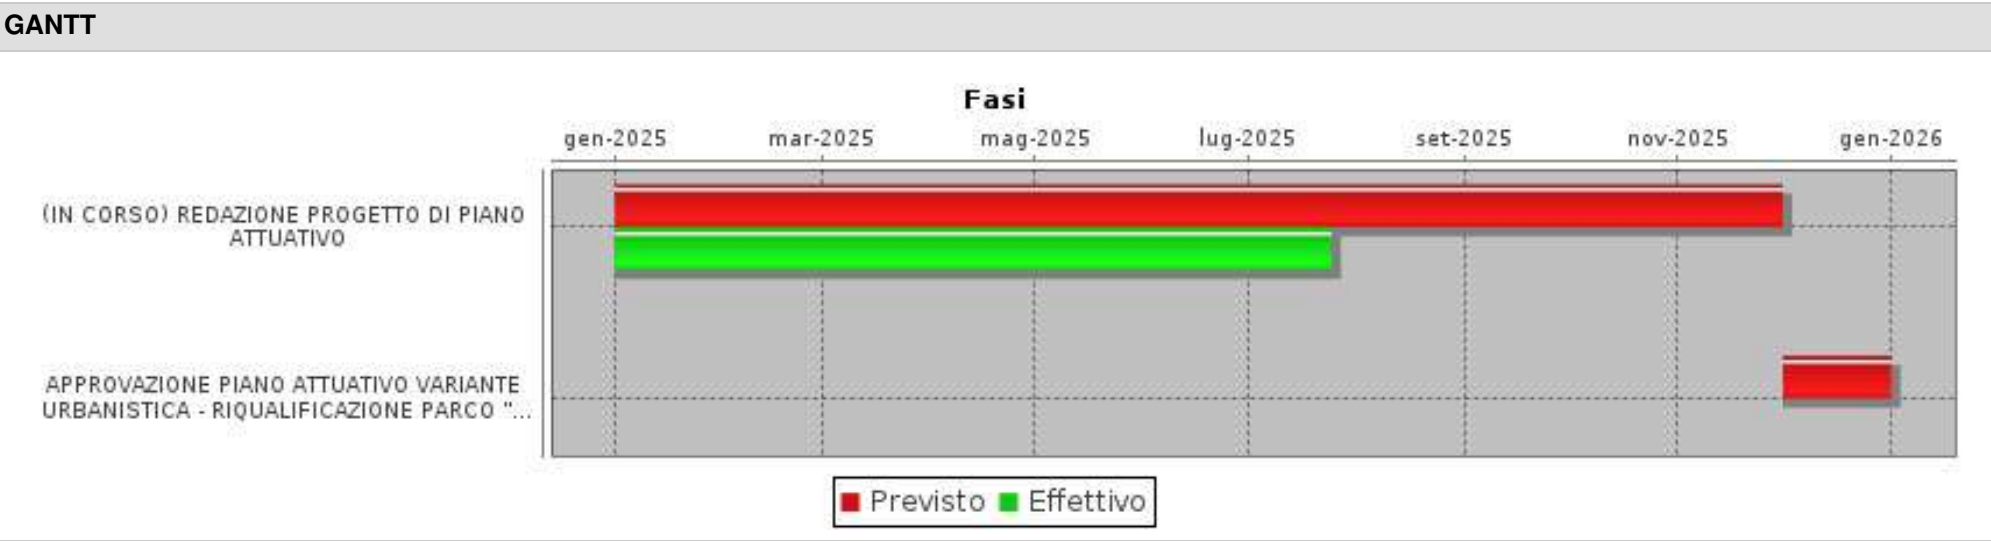 GANTT
Fasi
gen-2025 mar-2025 mag-2025 lug-2025 set-2025 nov-2025 gen-2026
(IN CORSO) REDAZIONE PROGETTO DI PIANO
ATTUATIVO
APPROVAZIONE PIANO ATTUATIVO VARIANTE
URBANISTICA - RIQUALIFICAZIONE PARCO "...
Previsto Effettivo